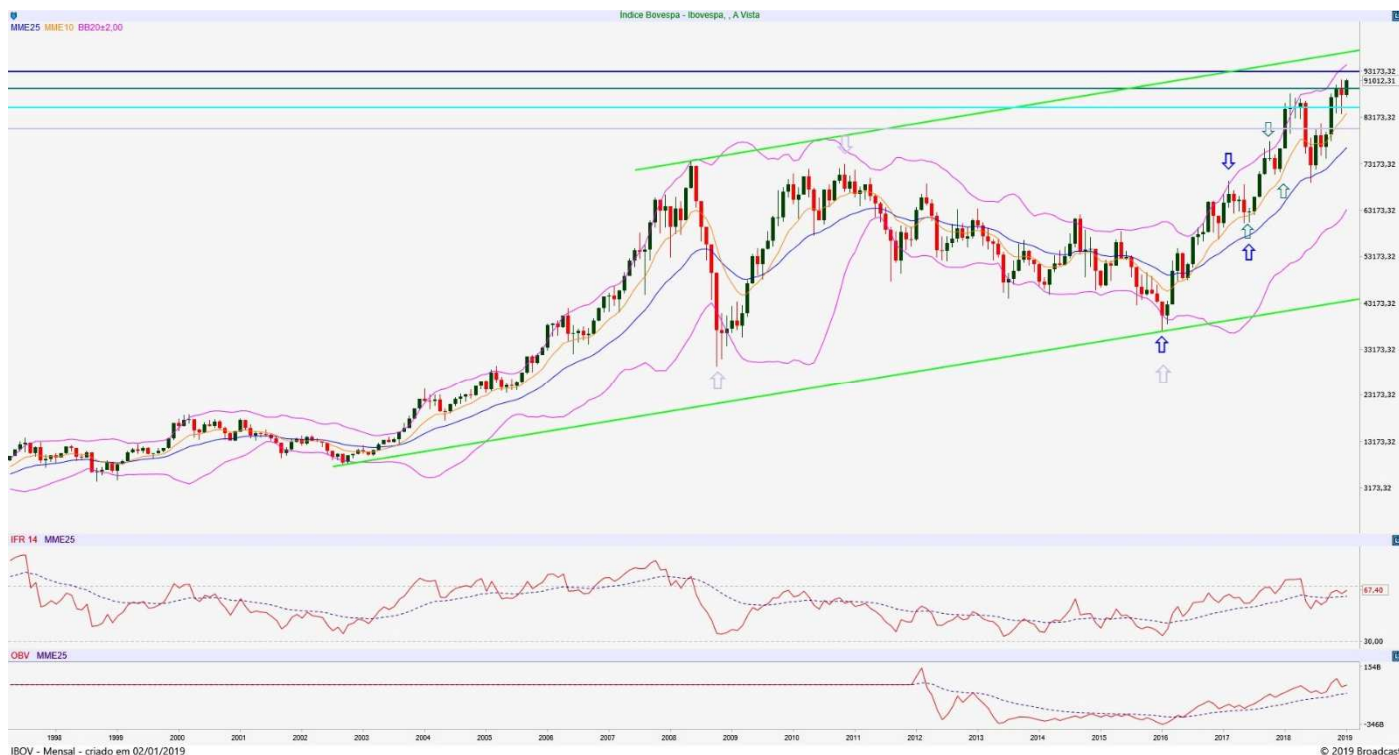 Índice Bovespa - Ibovespa, , A Vista
MME25 MME10 BB20±2,00
93173,32
91012,31
83173,32
73173,32
63173,32
53173,32
43173,32
33173,32
23173,32
13173,32
3173,32
IFR 14 MME25
67,40
30,00
OBV MME25
154B
-346B
1998 1999 2000 2001 2002 2003 2004 2005 2006 2007 2008 2009 2010 2011 2012 2013 2014 2015 2016 2017 2018 2019
IBOV - Mensal - criado em 02/01/2019 © 2019 Broadcast